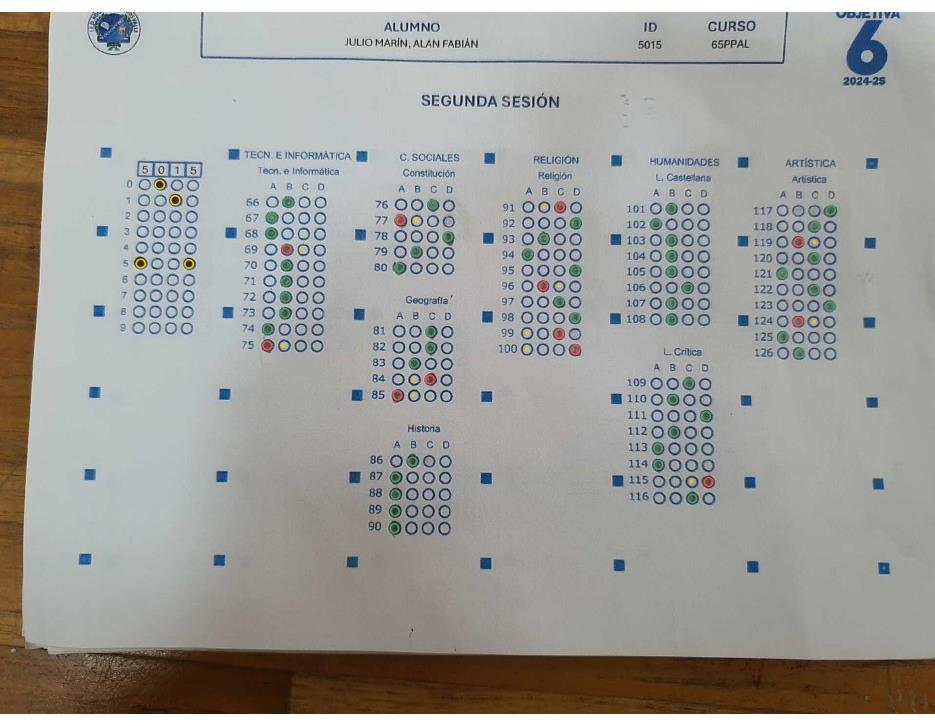 ALUMNO ID CURSO
JULIO MARÍN, ALAN FABIÁN 5015 65PPAL
OBJETIVA
6
2024-25
SEGUNDA SESIÓN
5 0 1 5
0
1
2
3
4
5
6
7
8
9
TECN. E INFORMÁTICA
Tecn. e Informática
A B C D
66
67
68
69
70
71
72
73
74
75
C. SOCIALES
Constitución
A B C D
76
77
78
79
80
Geografía
A B C D
81
82
83
84
85
Historia
A B C D
86
87
88
89
90
RELIGIÓN
Religión
A B C D
91
92
93
94
95
96
97
98
99
100
HUMANIDADES
L. Castellana
A B C D
101
102
103
104
105
106
107
108
L. Crítica
A B C D
109
110
111
112
113
114
115
116
ARTÍSTICA
Artística
A B C D
117
118
119
120
121
122
123
124
125
126